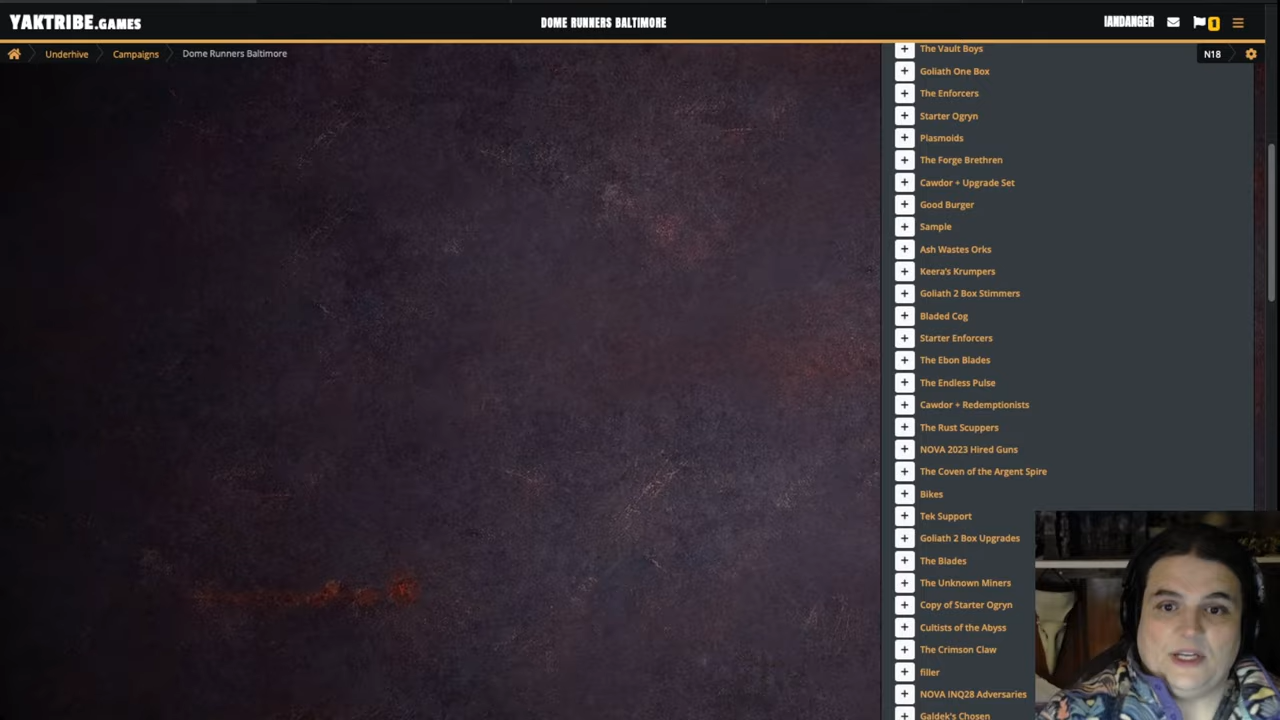 YAKTRIBE.GAMES
DOME RUNNERS BALTIMORE
IANDANGER
1
Underhive
Campaigns
Dome Runners Baltimore
N18
+ The Vault Boys
+ Goliath One Box
+ The Enforcers
+ Starter Ogryn
+ Plasmoids
+ The Forge Brethren
+ Cawdor + Upgrade Set
+ Good Burger
+ Sample
+ Ash Wastes Orks
+ Keera's Krumpers
+ Goliath 2 Box Stimmers
+ Bladed Cog
+ Starter Enforcers
+ The Ebon Blades
+ The Endless Pulse
+ Cawdor + Redemptionists
+ The Rust Scuppers
+ NOVA 2023 Hired Guns
+ The Coven of the Argent Spire
+ Bikes
+ Tek Support
+ Goliath 2 Box Upgrades
+ The Blades
+ The Unknown Miners
+ Copy of Starter Ogryn
+ Cultists of the Abyss
+ The Crimson Claw
+ filler
+ NOVA INQ28 Adversaries
+ Galdek's Chosen